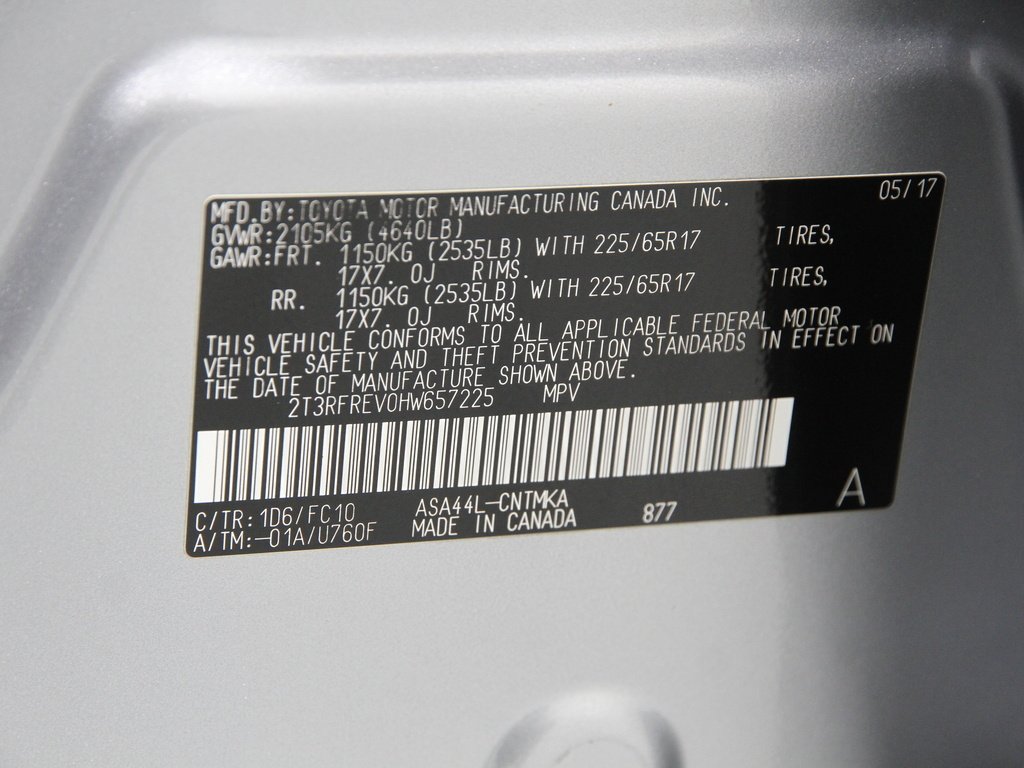 MFD.BY:TOYOTA MOTOR MANUFACTURING CANADA INC. 05/17
GVWR:2105KG (4640LB)
GAWR:FRT. 1150KG (2535LB) WITH 225/65R17 TIRES,
17X7.0J RIMS.
RR. 1150KG (2535LB) WITH 225/65R17 TIRES,
17X7.0J RIMS.
THIS VEHICLE CONFORMS TO ALL APPLICABLE FEDERAL MOTOR
VEHICLE SAFETY AND THEFT PREVENTION STANDARDS IN EFFECT ON
THE DATE OF MANUFACTURE SHOWN ABOVE.
2T3RFREV0HW657225 MPV
C/TR:1D6/FC10 ASA44L-CNTMKA 877 A
A/TM:-01A/U760F MADE IN CANADA